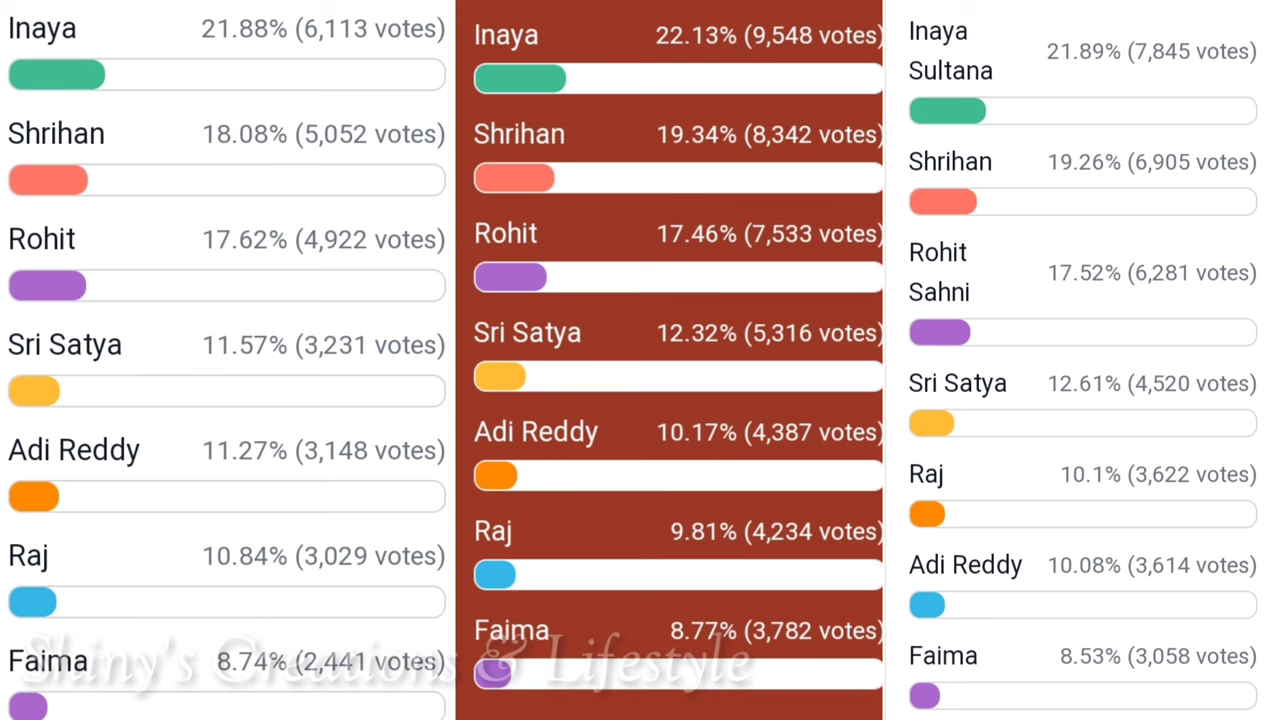 Inaya 21.88% (6,113 votes)
Shrihan 18.08% (5,052 votes)
Rohit 17.62% (4,922 votes)
Sri Satya 11.57% (3,231 votes)
Adi Reddy 11.27% (3,148 votes)
Raj 10.84% (3,029 votes)
Faima 8.74% (2,441 votes)
Inaya 22.13% (9,548 votes)
Shrihan 19.34% (8,342 votes)
Rohit 17.46% (7,533 votes)
Sri Satya 12.32% (5,316 votes)
Adi Reddy 10.17% (4,387 votes)
Raj 9.81% (4,234 votes)
Faima 8.77% (3,782 votes)
Inaya
Sultana 21.89% (7,845 votes)
Shrihan 19.26% (6,905 votes)
Rohit
Sahni 17.52% (6,281 votes)
Sri Satya 12.61% (4,520 votes)
Raj 10.1% (3,622 votes)
Adi Reddy 10.08% (3,614 votes)
Faima 8.53% (3,058 votes)
Shiny's Creations & Lifestyle